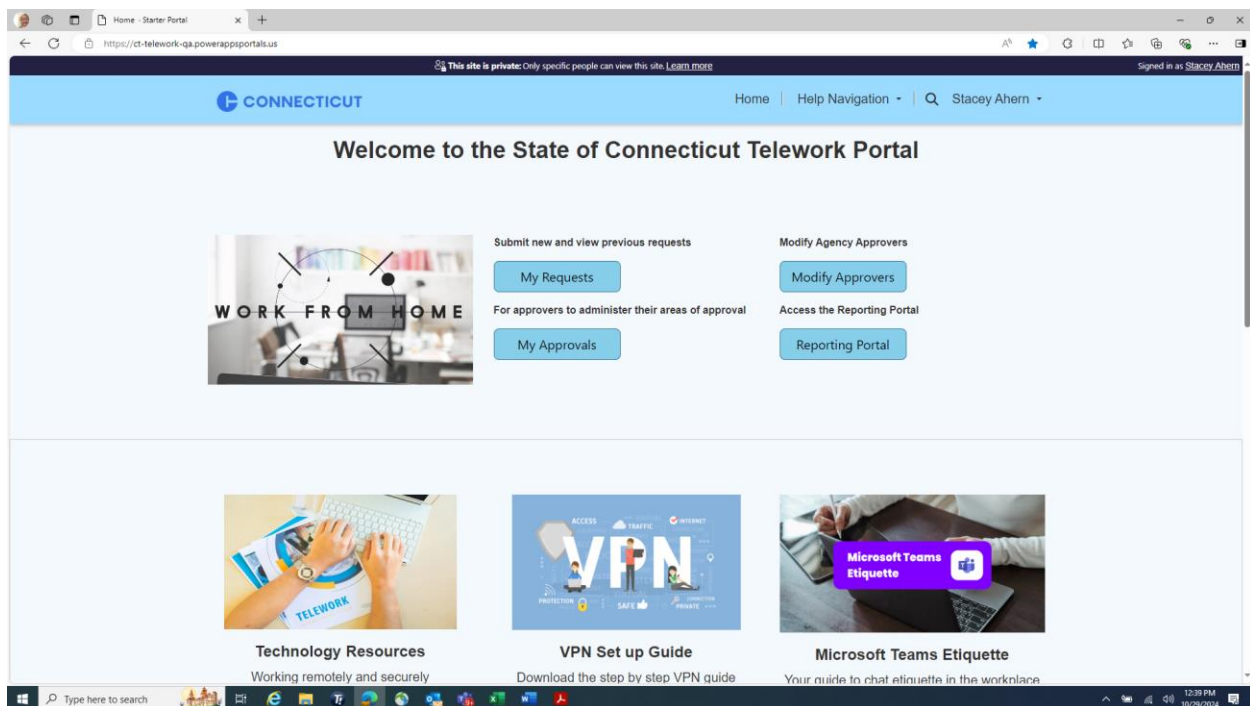 Home - Starter Portal
https://ct-telework-qa.powerappsportals.us
This site is private: Only specific people can view this site. Learn more
Signed in as Stacey Ahern
CONNECTICUT
Home
Help Navigation
Stacey Ahern
Welcome to the State of Connecticut Telework Portal
WORK FROM HOME
Submit new and view previous requests
My Requests
For approvers to administer their areas of approval
My Approvals
Modify Agency Approvers
Modify Approvers
Access the Reporting Portal
Reporting Portal
TELEWORK
ACCESS
TRAFFIC
INTERNET
VPN
PROTECTION
SAFE
CONNECTION
PRIVATE
Microsoft Teams
Etiquette
Technology Resources
Working remotely and securely
VPN Set up Guide
Download the step by step VPN guide
Microsoft Teams Etiquette
Your guide to chat etiquette in the workplace
Type here to search
12:39 PM
10/29/2024